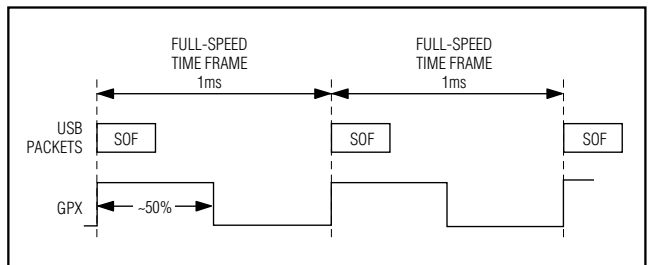 FULL-SPEED
TIME FRAME
1ms
FULL-SPEED
TIME FRAME
1ms
USB
PACKETS
SOF
SOF
SOF
GPX
~50%